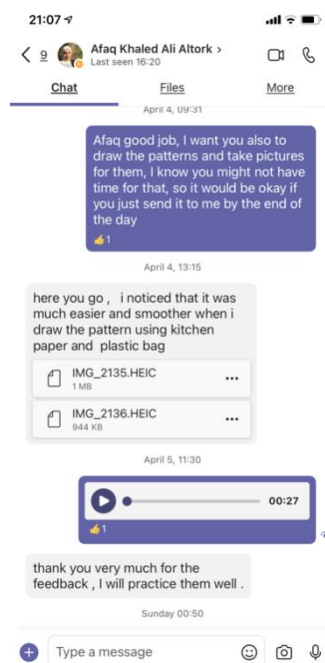 21:07
9
Afaq Khaled Ali Altork >
Last seen 16:20
Chat Files More
April 4, 09:31
Afaq good job, I want you also to
draw the patterns and take pictures
for them, I know you might not have
time for that, so it would be okay if
you just send it to me by the end of
the day
👍1
April 4, 13:15
here you go , i noticed that it was
much easier and smoother when i
draw the pattern using kitchen
paper and plastic bag
IMG_2135.HEIC
1 MB
IMG_2136.HEIC
944 KB
April 5, 11:30
00:27
👍1
thank you very much for the
feedback , I will practice them well .
Sunday 00:50
Type a message